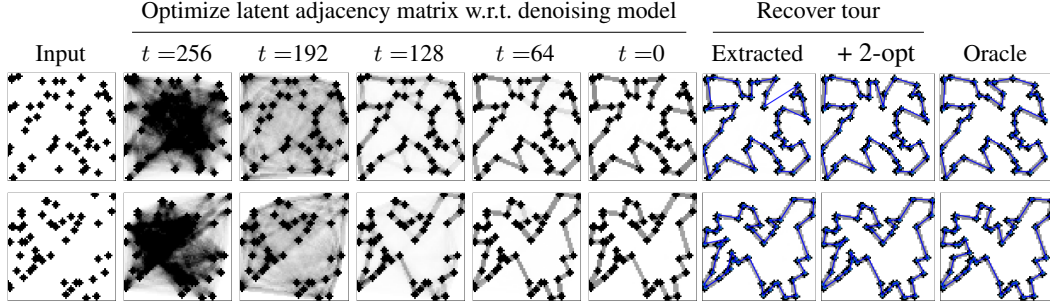 Optimize latent adjacency matrix w.r.t. denoising model Recover tour
Input t =256 t =192 t =128 t =64 t =0 Extracted + 2-opt Oracle